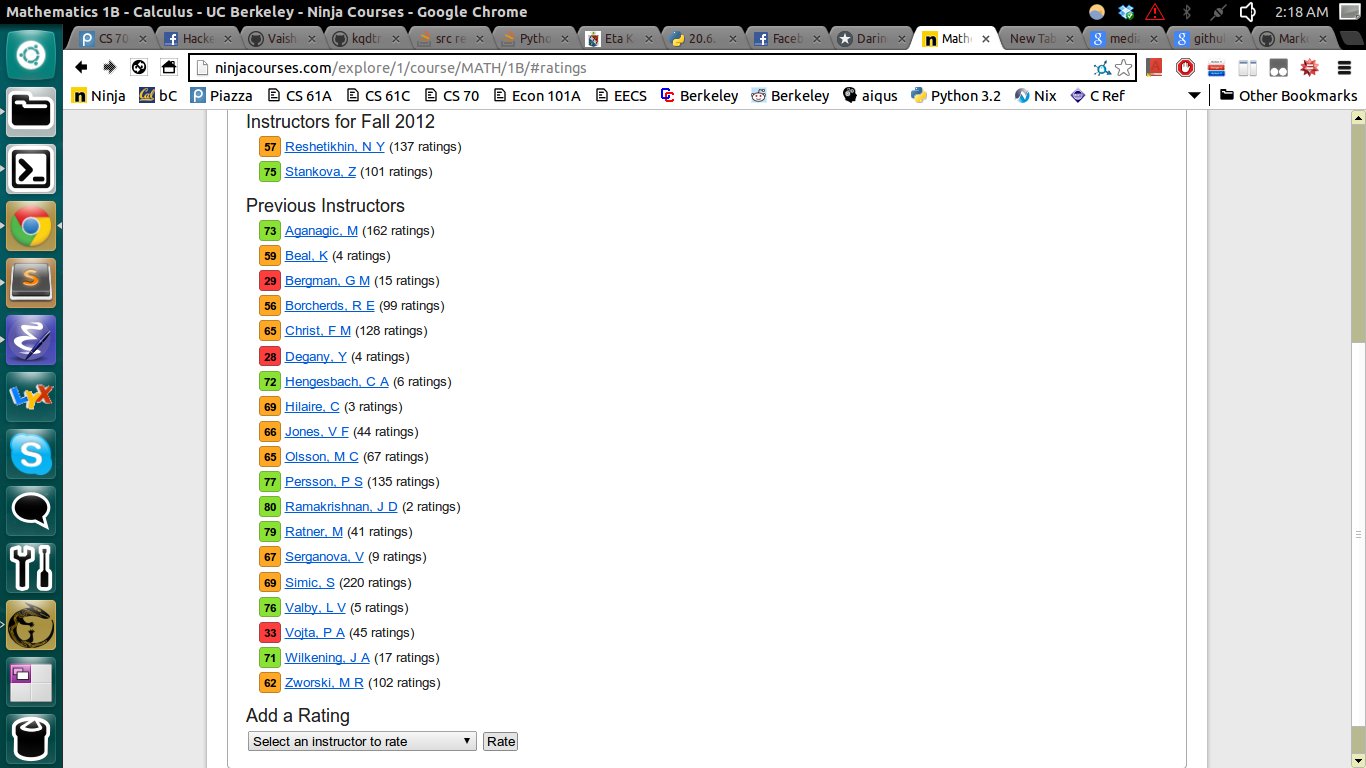 Mathematics 1B - Calculus - UC Berkeley - Ninja Courses - Google Chrome
2:18 AM
CS 70
Hacke
Vaish
kqdtr
src re
Pytho
Eta K
20.6.
Faceb
Darin
Math
New Tab
medi
githul
Mark
ninjacourses.com/explore/1/course/MATH/1B/#ratings
Ninja
bC
Piazza
CS 61A
CS 61C
CS 70
Econ 101A
EECS
Berkeley
Berkeley
aiqus
Python 3.2
Nix
C Ref
Other Bookmarks
Instructors for Fall 2012
57 Reshetikhin, N Y (137 ratings)
75 Stankova, Z (101 ratings)
Previous Instructors
73 Aganagic, M (162 ratings)
59 Beal, K (4 ratings)
29 Bergman, G M (15 ratings)
56 Borcherds, R E (99 ratings)
65 Christ, F M (128 ratings)
28 Degany, Y (4 ratings)
72 Hengesbach, C A (6 ratings)
69 Hilaire, C (3 ratings)
66 Jones, V F (44 ratings)
65 Olsson, M C (67 ratings)
77 Persson, P S (135 ratings)
80 Ramakrishnan, J D (2 ratings)
79 Ratner, M (41 ratings)
67 Serganova, V (9 ratings)
69 Simic, S (220 ratings)
76 Valby, L V (5 ratings)
33 Vojta, P A (45 ratings)
71 Wilkening, J A (17 ratings)
62 Zworski, M R (102 ratings)
Add a Rating
Select an instructor to rate
Rate